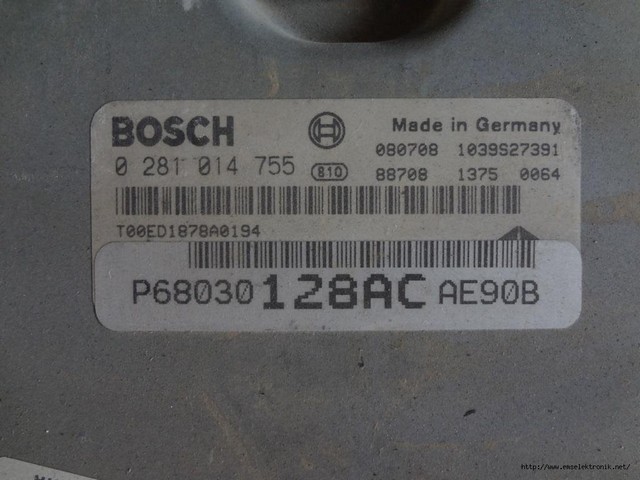 BOSCH
Made in Germany
0 281 014 755
810
080708 1039S27391
88708 1375 0064
T00ED1878A0194
P68030128AC AE90B
http://www.emselektronik.net/